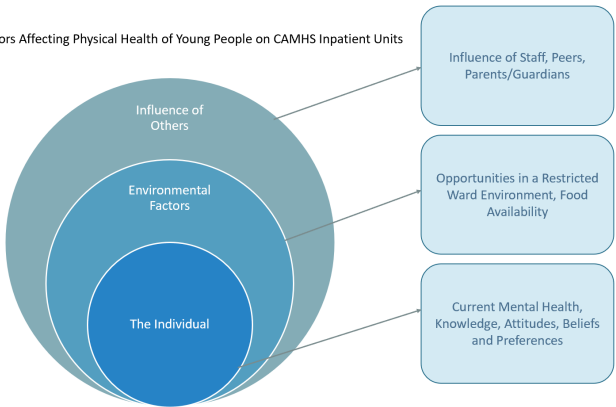 ors Affecting Physical Health of Young People on CAMHS Inpatient Units
Influence of
Others
Environmental
Factors
The Individual
Influence of Staff, Peers,
Parents/Guardians
Opportunities in a Restricted
Ward Environment, Food
Availability
Current Mental Health,
Knowledge, Attitudes, Beliefs
and Preferences